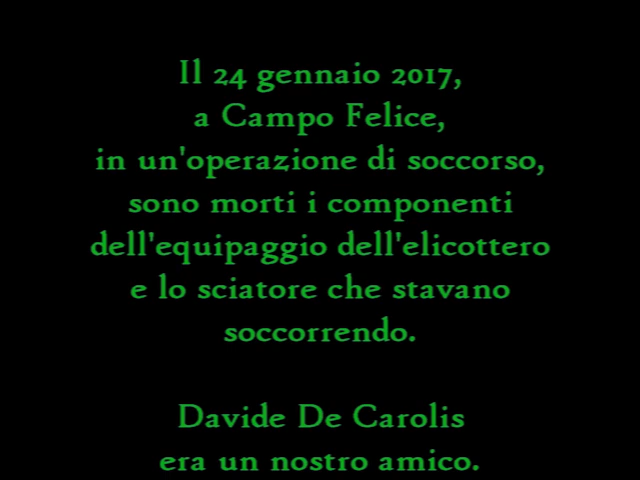 Il 24 gennaio 2017,
a Campo Felice,
in un'operazione di soccorso,
sono morti i componenti
dell'equipaggio dell'elicottero
e lo sciatore che stavano
soccorrendo.
Davide De Carolis
era un nostro amico.